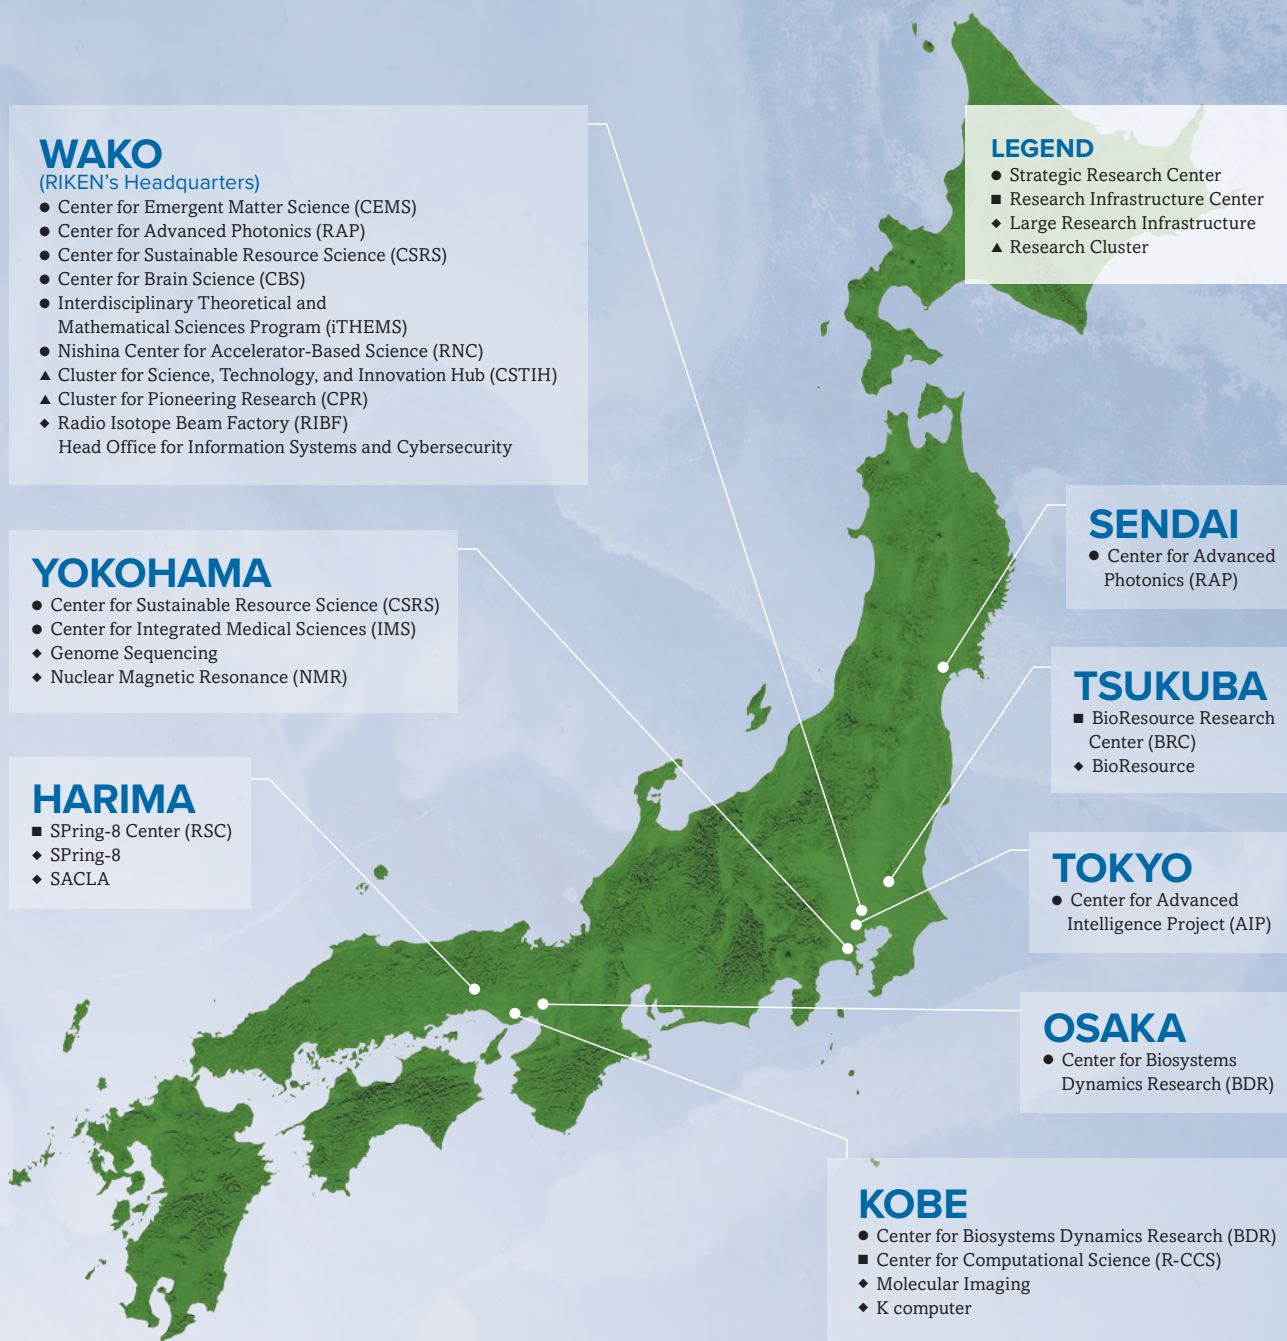 WAKO
(RIKEN's Headquarters)
● Center for Emergent Matter Science (CEMS)
● Center for Advanced Photonics (RAP)
● Center for Sustainable Resource Science (CSRS)
● Center for Brain Science (CBS)
● Interdisciplinary Theoretical and
Mathematical Sciences Program (iTHEMS)
● Nishina Center for Accelerator-Based Science (RNC)
▲ Cluster for Science, Technology, and Innovation Hub (CSTIH)
▲ Cluster for Pioneering Research (CPR)
◆ Radio Isotope Beam Factory (RIBF)
Head Office for Information Systems and Cybersecurity
LEGEND
● Strategic Research Center
■ Research Infrastructure Center
◆ Large Research Infrastructure
▲ Research Cluster
YOKOHAMA
● Center for Sustainable Resource Science (CSRS)
● Center for Integrated Medical Sciences (IMS)
◆ Genome Sequencing
◆ Nuclear Magnetic Resonance (NMR)
HARIMA
■ SPring-8 Center (RSC)
◆ SPring-8
◆ SACLA
SENDAI
● Center for Advanced
Photonics (RAP)
TSUKUBA
■ BioResource Research
Center (BRC)
◆ BioResource
TOKYO
● Center for Advanced
Intelligence Project (AIP)
OSAKA
● Center for Biosystems
Dynamics Research (BDR)
KOBE
● Center for Biosystems Dynamics Research (BDR)
■ Center for Computational Science (R-CCS)
◆ Molecular Imaging
◆ K computer